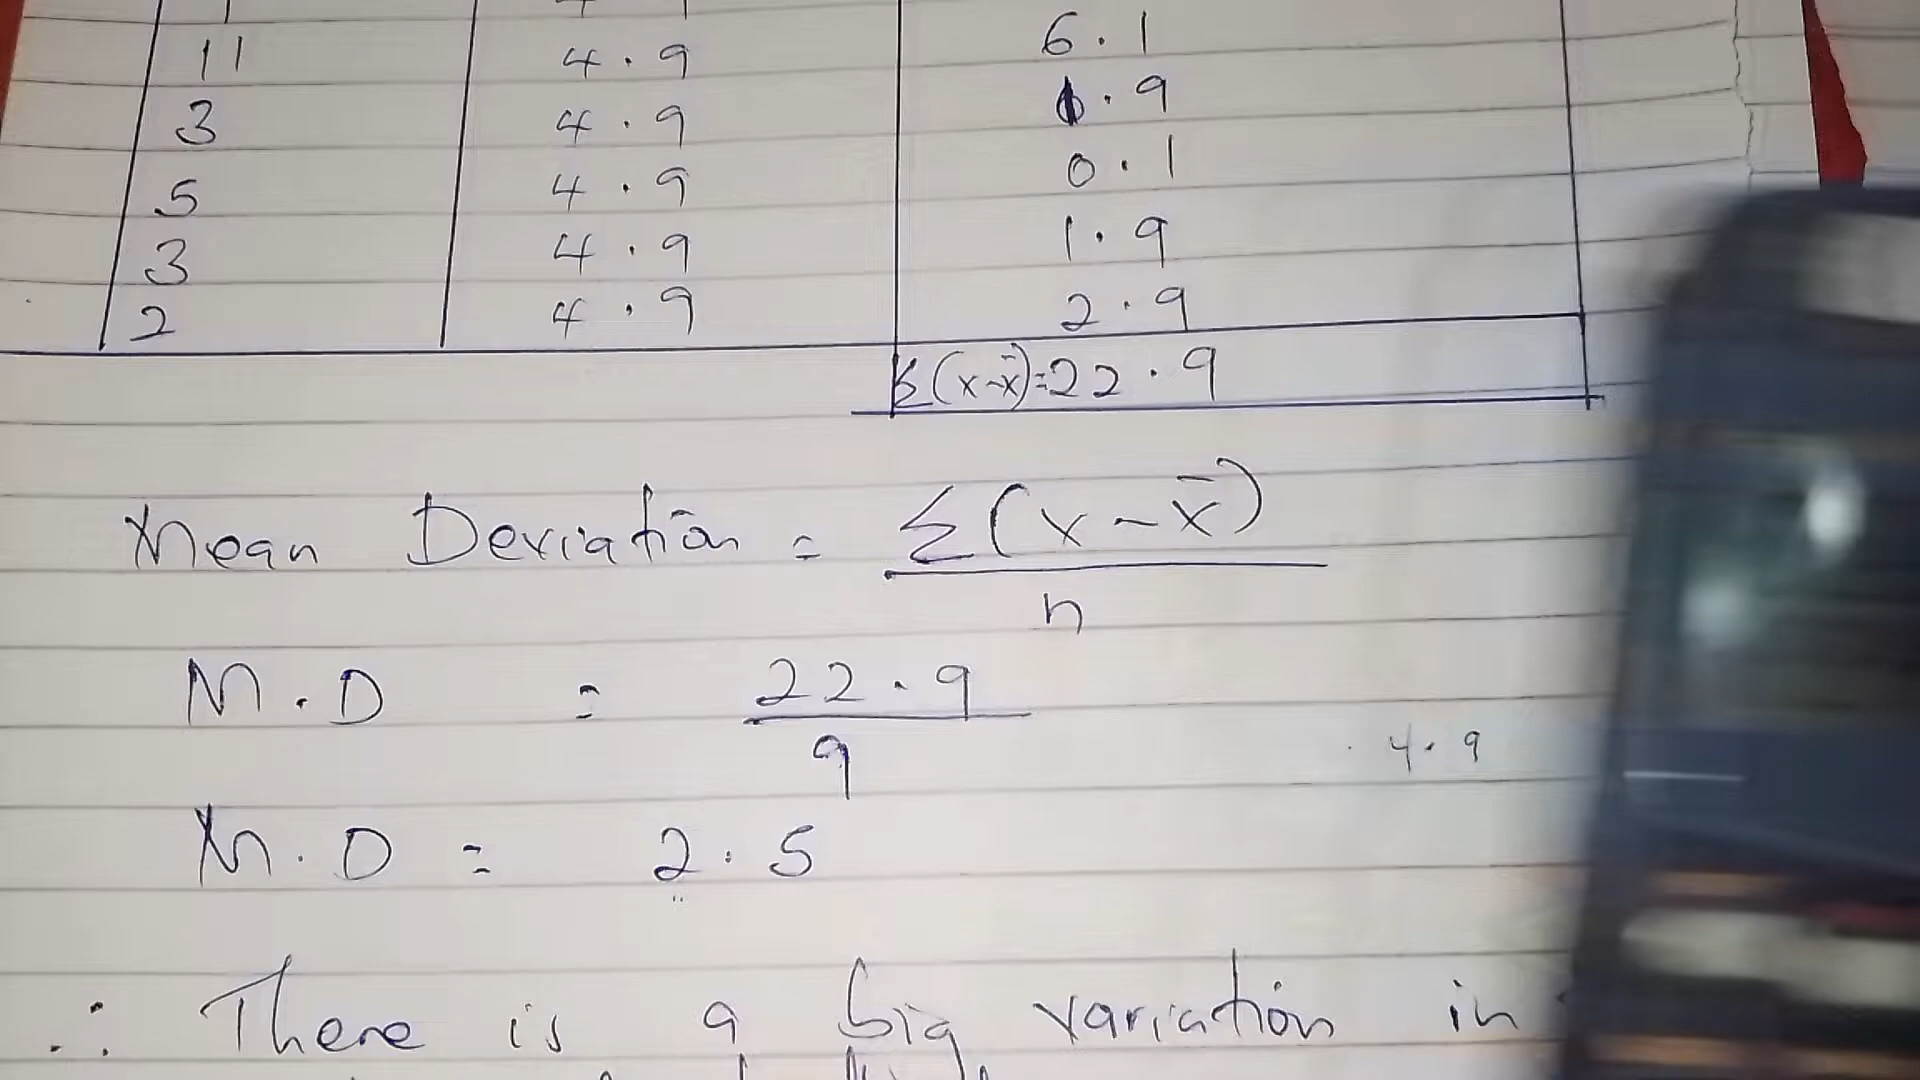 11 4.9 6.1
3 4.9 1.9
5 4.9 0.1
3 4.9 1.9
2 4.9 2.9
Σ(x-x̄)=22.9
Mean Deviation = Σ(x-x̄)
n
M.D = 22.9
9
4.9
M.D = 2.5
∴ There is a big variation in